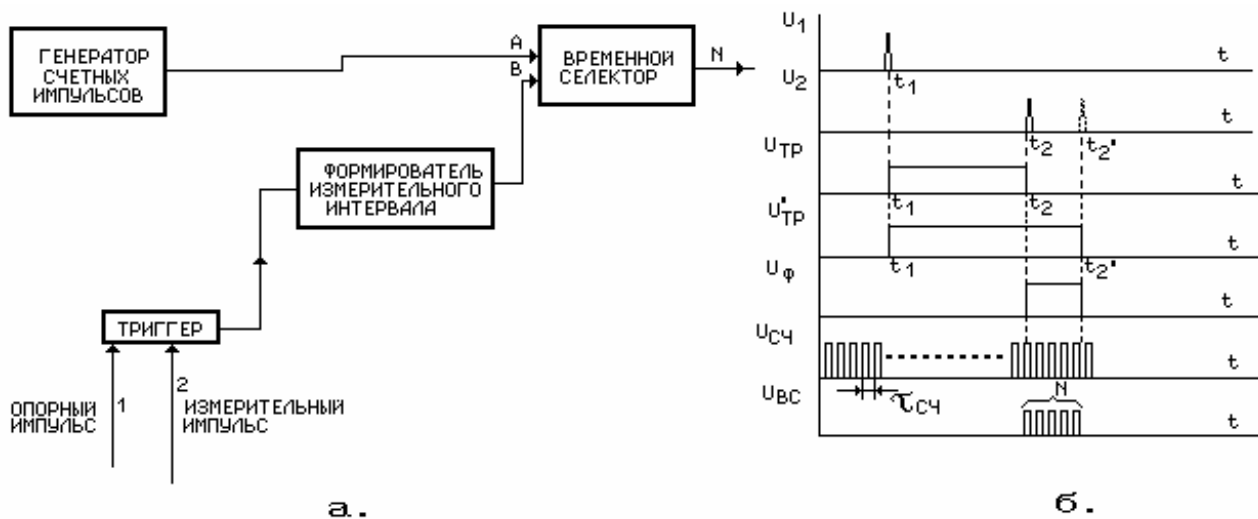 ГЕНЕРАТОР
СЧЕТНЫХ
ИМПУЛЬСОВ
A
B
ВРЕМЕННОЙ
СЕЛЕКТОР
N
ФОРМИРОВАТЕЛЬ
ИЗМЕРИТЕЛЬНОГО
ИНТЕРВАЛА
ТРИГГЕР
ОПОРНЫЙ
ИМПУЛЬС
1
2
ИЗМЕРИТЕЛЬНЫЙ
ИМПУЛЬС
а.
U1
t
t1
U2
t
t2
t2'
UТР
t
t1
t2
U'ТР
t
t1
t2'
Uф
t
UСЧ
t
τСЧ
UВС
N
t
б.